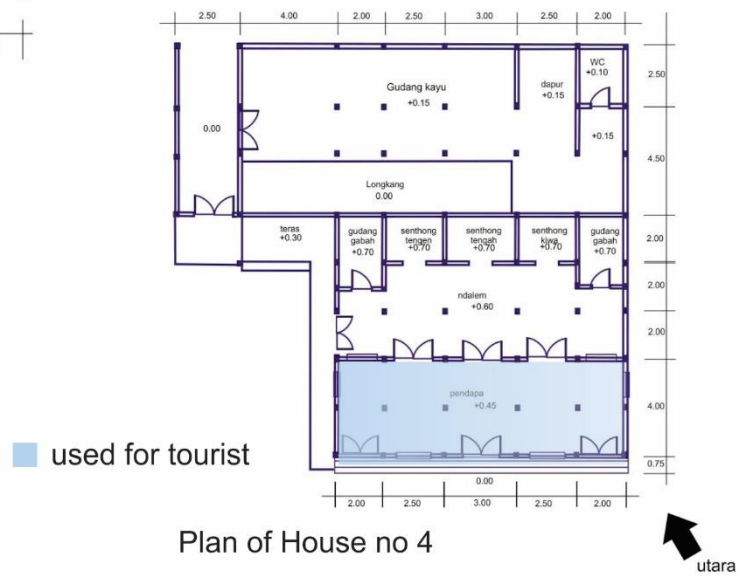 2.50 4.00 2.00 2.50 3.00 2.50 2.00
WC
+0.10
2.50
Gudang kayu
+0.15
dapur
+0.15
0.00
+0.15
4.50
Longkang
0.00
teras
+0.30
gudang
gabah
+0.70
senthong
tengen
+0.70
senthong
tengah
+0.70
senthong
kiwa
+0.70
gudang
gabah
+0.70
2.00
ndalem
+0.60
2.00
2.00
pendapa
+0.45
4.00
used for tourist
0.75
0.00
2.00 2.50 3.00 2.50 2.00
Plan of House no 4
utara